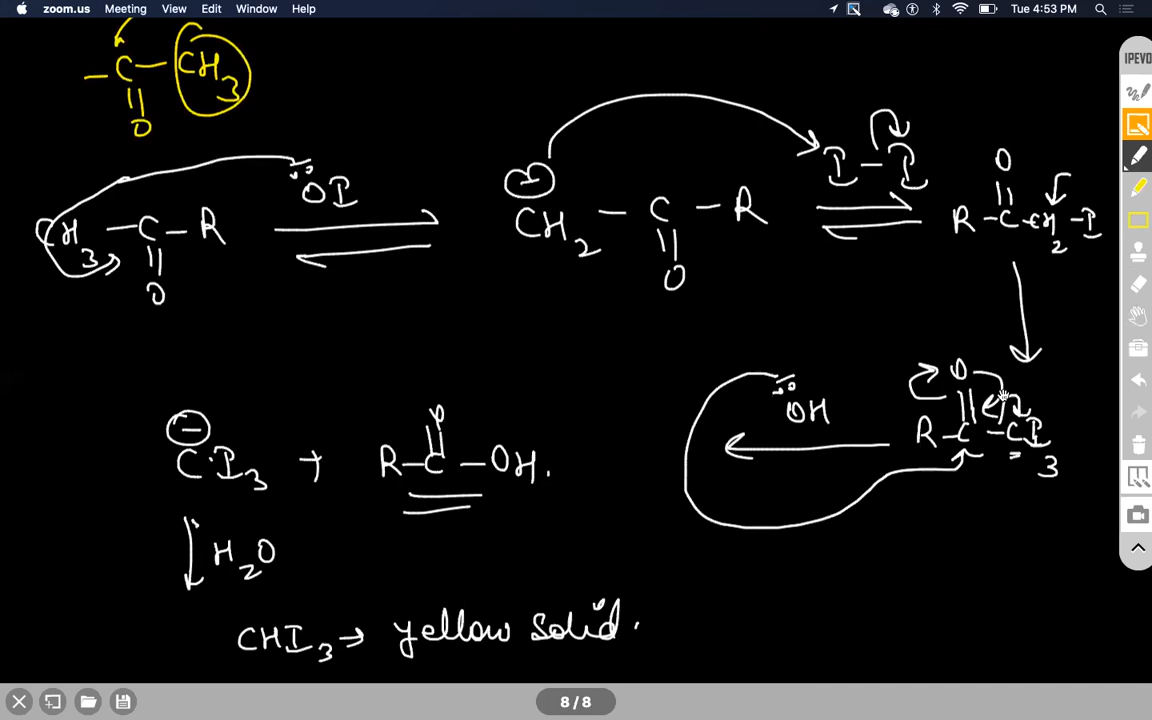 zoom.us Meeting View Edit Window Help Tue 4:53 PM
IPEVO
– C – CH3
O
OI
I – I
O
CH3 – C – R
CH2 – C – R
R – C – CH2 – I
O
O
O
OH
R – C – CI3
O
CI3 + R – C – OH.
H2O
CHI3 → yellow solid.
8 / 8